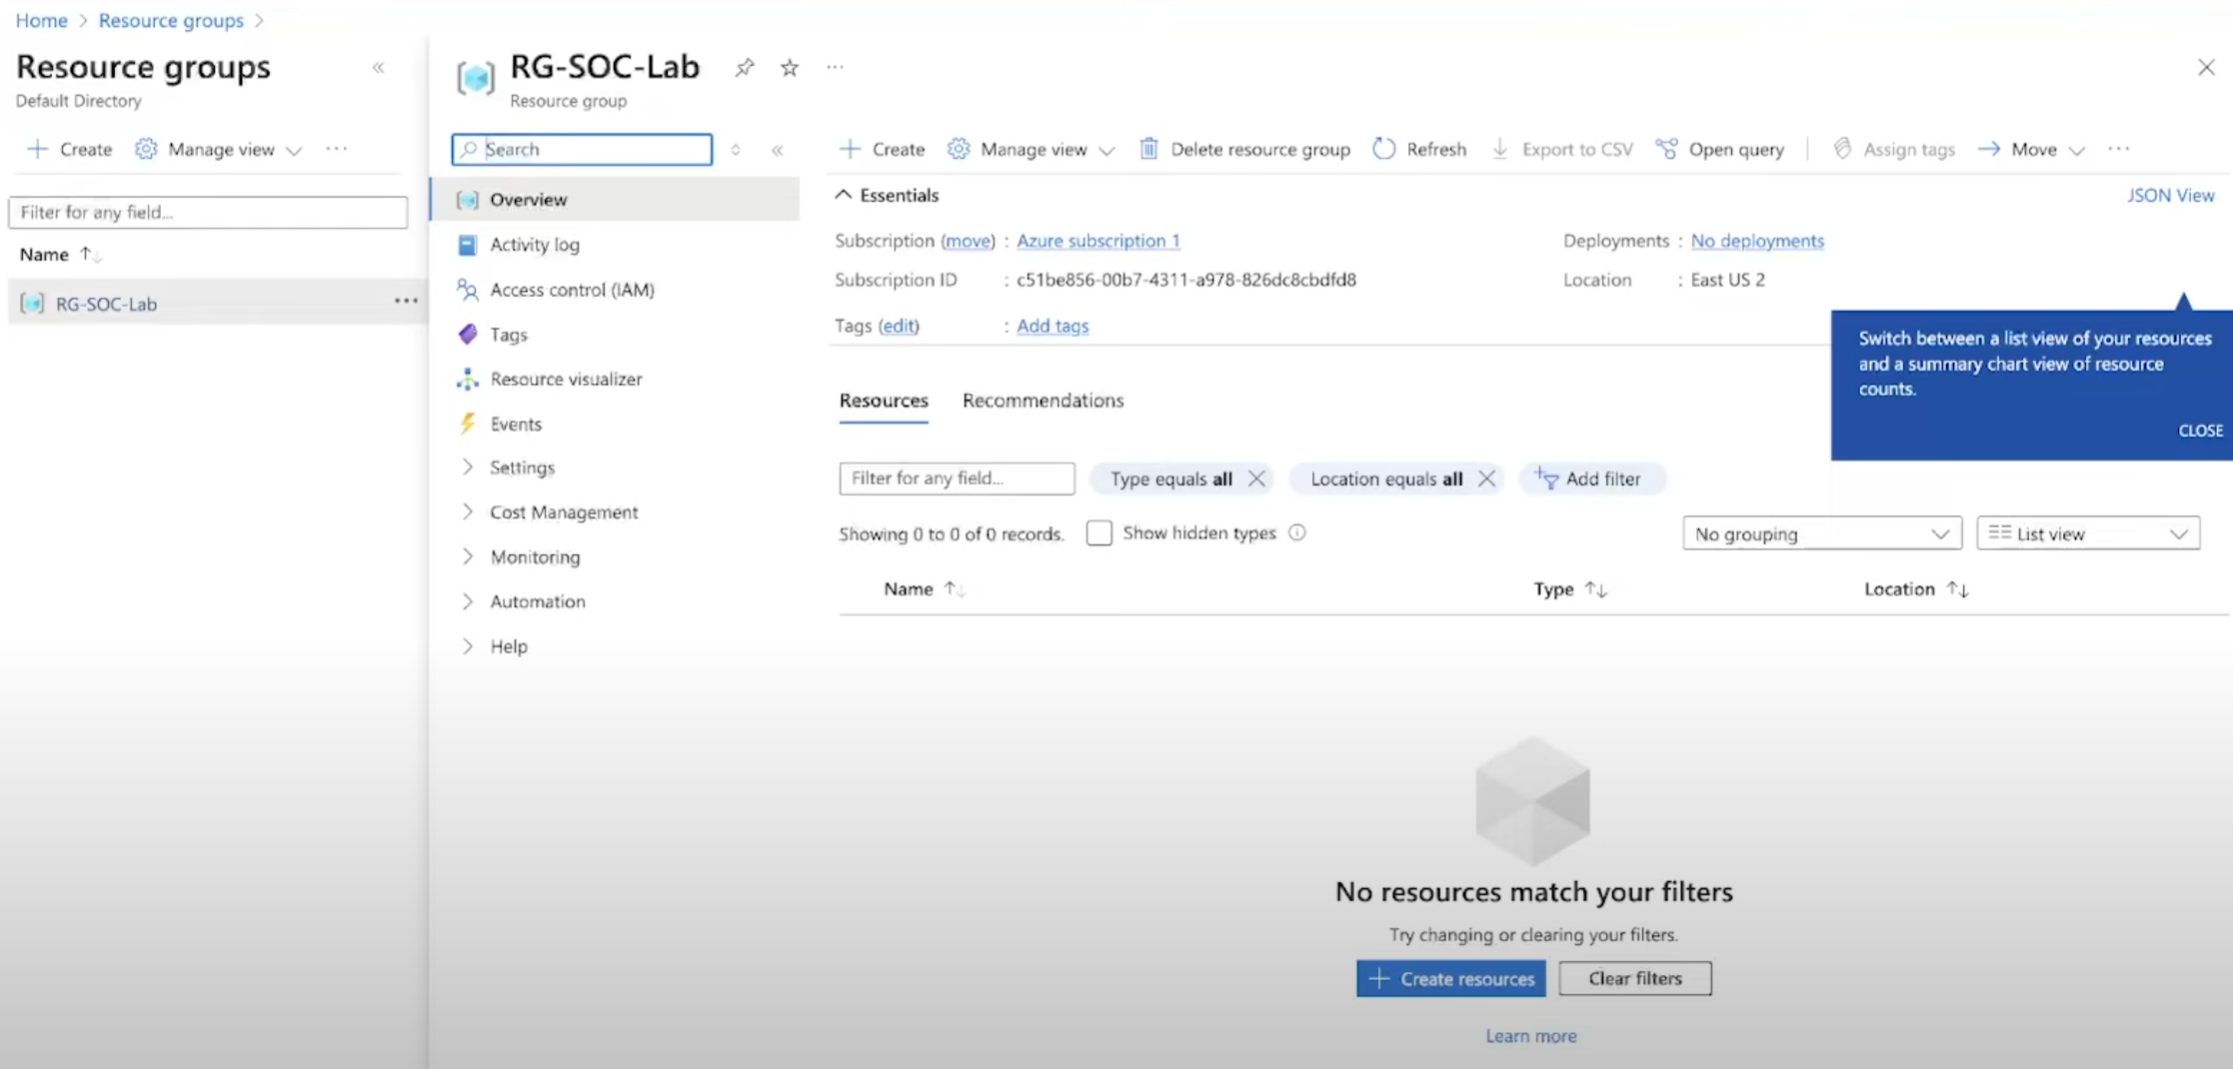 Home > Resource groups >
Resource groups
Default Directory
Create Manage view ...
Filter for any field...
Name
RG-SOC-Lab ...
RG-SOC-Lab ...
Resource group
Search
Overview
Activity log
Access control (IAM)
Tags
Resource visualizer
Events
Settings
Cost Management
Monitoring
Automation
Help
Create Manage view Delete resource group Refresh Export to CSV Open query Assign tags Move ...
Essentials JSON View
Subscription (move) : Azure subscription 1 Deployments : No deployments
Subscription ID : c51be856-00b7-4311-a978-826dc8cbdfd8 Location : East US 2
Tags (edit) : Add tags
Switch between a list view of your resources
and a summary chart view of resource
counts.
CLOSE
Resources Recommendations
Filter for any field... Type equals all Location equals all Add filter
Showing 0 to 0 of 0 records. Show hidden types No grouping List view
Name Type Location
No resources match your filters
Try changing or clearing your filters.
Create resources Clear filters
Learn more